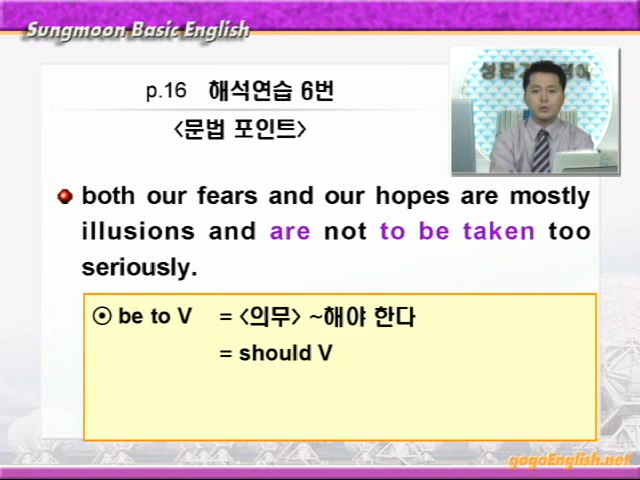 Sungmoon Basic English
p.16 해석연습 6번
<문법 포인트>
both our fears and our hopes are mostly
illusions and are not to be taken too
seriously.
⊙ be to V = <의무> ~해야 한다
= should V
gogoEnglish.net